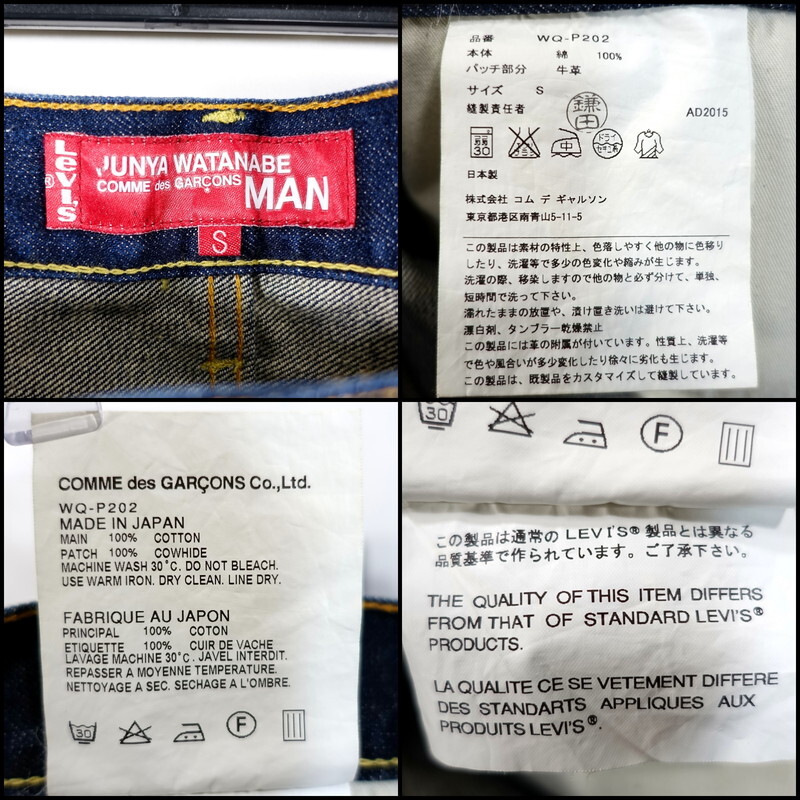 LEVI'S
®
JUNYA WATANABE
COMME des GARÇONS MAN
S
品番 WQ-P202
本体 綿 100%
パッチ部分 牛革
サイズ S
縫製責任者 鎌田
AD2015
30
ドライ
セキユ系
日本製
株式会社 コム デ ギャルソン
東京都港区南青山5-11-5
この製品は素材の特性上、色落しやすく他の物に色移り
したり、洗濯等で多少の色変化や縮みが生じます。
洗濯の際、移染しますので他の物と必ず分けて、単独、
短時間で洗って下さい。
濡れたままの放置や、漬け置き洗いは避けて下さい。
漂白剤、タンブラー乾燥禁止
この製品には革の附属が付いています。性質上、洗濯等
で色や風合いが多少変化したり徐々に劣化も生じます。
この製品は、既製品をカスタマイズして縫製しています。
COMME des GARÇONS Co.,Ltd.
WQ-P202
MADE IN JAPAN
MAIN 100% COTTON
PATCH 100% COWHIDE
MACHINE WASH 30°C. DO NOT BLEACH.
USE WARM IRON. DRY CLEAN. LINE DRY.
FABRIQUE AU JAPON
PRINCIPAL 100% COTON
ETIQUETTE 100% CUIR DE VACHE
LAVAGE MACHINE 30°C. JAVEL INTERDIT.
REPASSER A MOYENNE TEMPERATURE.
NETTOYAGE A SEC. SECHAGE A L'OMBRE.
30
F
30
F
この製品は通常の LEVI'S® 製品とは異なる
品質基準で作られています。ご了承下さい。
THE QUALITY OF THIS ITEM DIFFERS
FROM THAT OF STANDARD LEVI'S®
PRODUCTS.
LA QUALITE CE SE VETEMENT DIFFERE
DES STANDARTS APPLIQUES AUX
PRODUITS LEVI'S®.